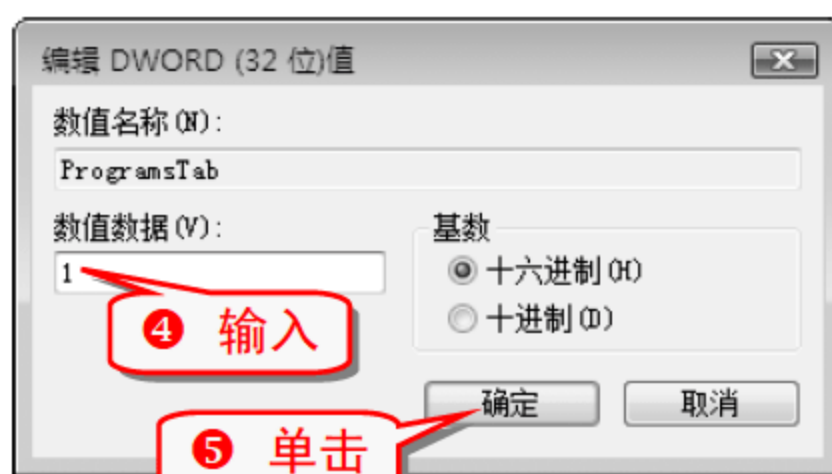 编辑 DWORD (32 位)值
数值名称(N):
ProgramsTab
数值数据(V):
基数
1
十六进制(H)
❹ 输入
十进制(D)
确定
取消
❺ 单击